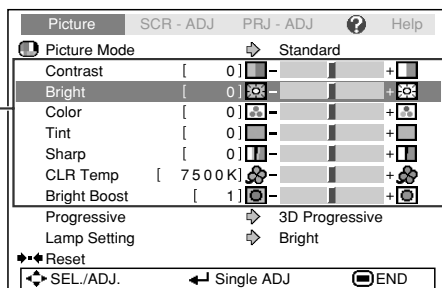 Picture SCR - ADJ PRJ - ADJ ? Help
Picture Mode Standard
Contrast [ 0] - +
Bright [ 0] - +
Color [ 0] - +
Tint [ 0] - +
Sharp [ 0] - +
CLR Temp [ 7500K] - +
Bright Boost [ 1] - +
Progressive 3D Progressive
Lamp Setting Bright
Reset
SEL./ADJ. Single ADJ END